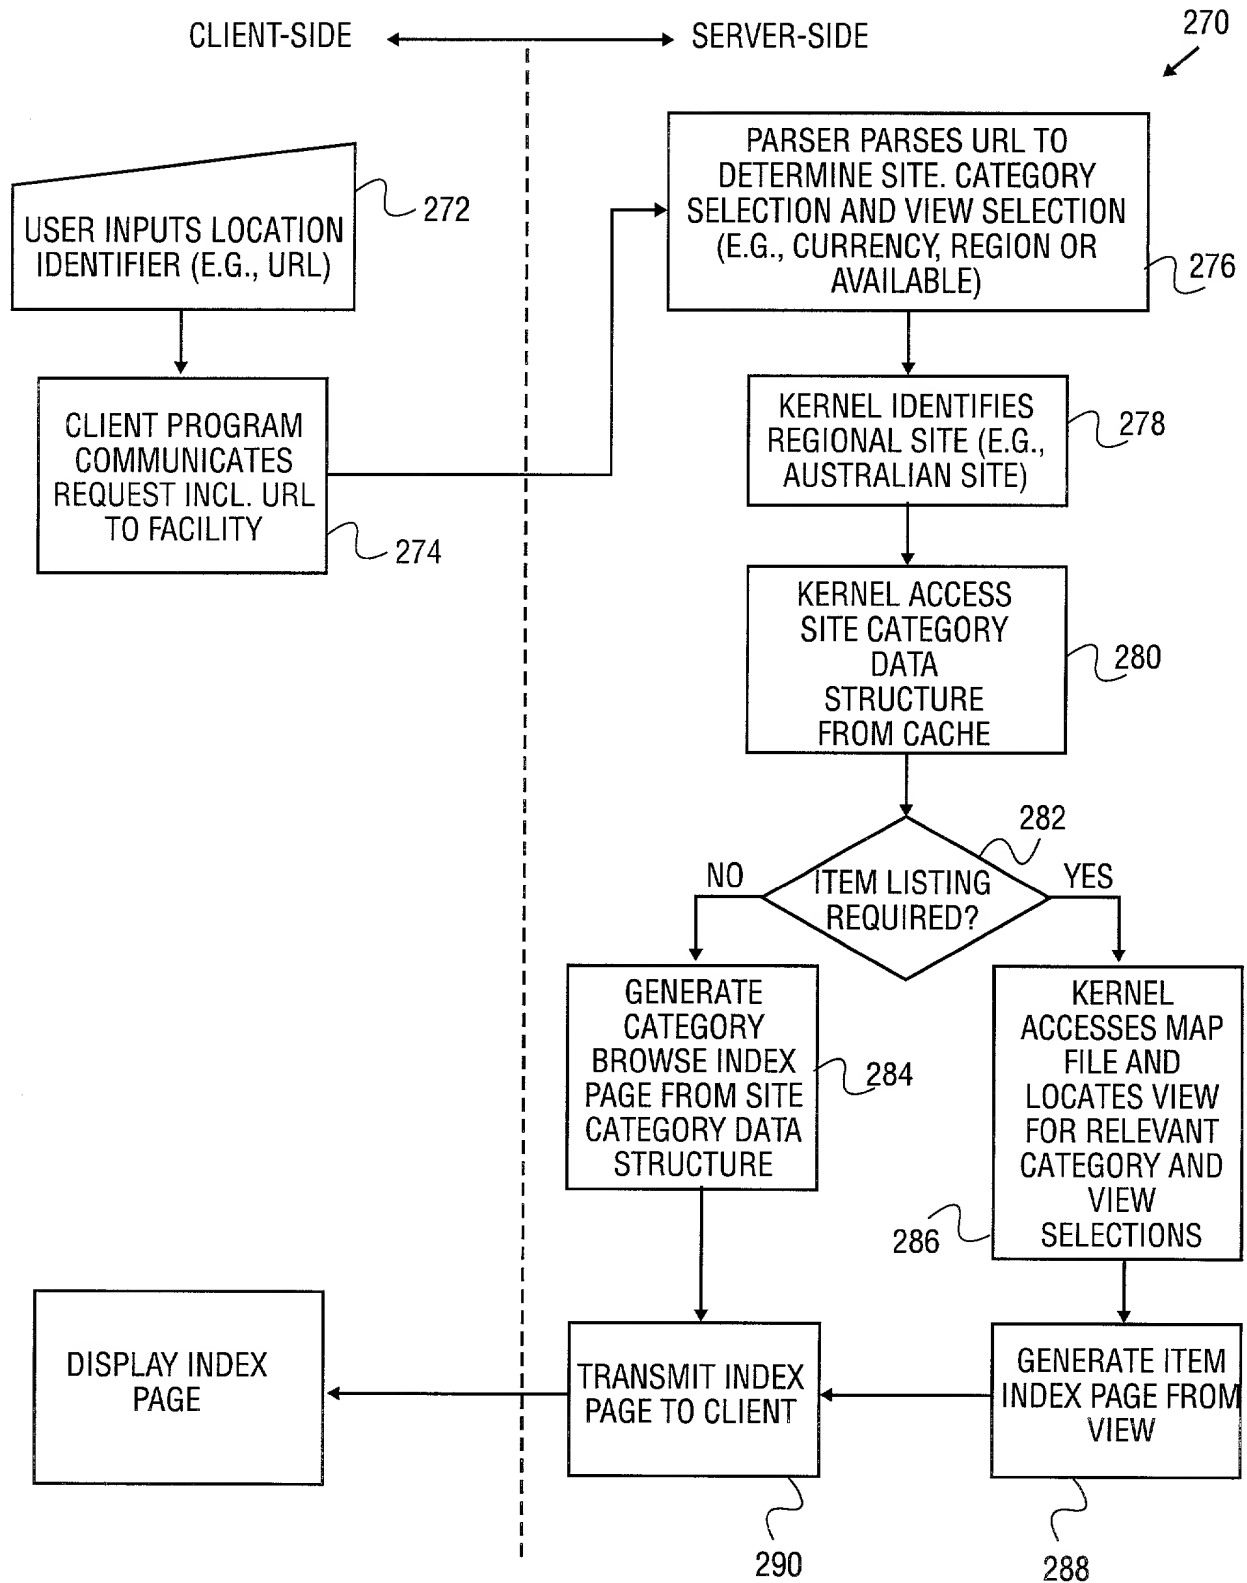 CLIENT-SIDE
SERVER-SIDE
270
USER INPUTS LOCATION
IDENTIFIER (E.G., URL)
272
CLIENT PROGRAM
COMMUNICATES
REQUEST INCL. URL
TO FACILITY
274
PARSER PARSES URL TO
DETERMINE SITE. CATEGORY
SELECTION AND VIEW SELECTION
(E.G., CURRENCY, REGION OR
AVAILABLE)
276
KERNEL IDENTIFIES
REGIONAL SITE (E.G.,
AUSTRALIAN SITE)
278
KERNEL ACCESS
SITE CATEGORY
DATA
STRUCTURE
FROM CACHE
280
282
NO
ITEM LISTING
REQUIRED?
YES
GENERATE
CATEGORY
BROWSE INDEX
PAGE FROM SITE
CATEGORY DATA
STRUCTURE
284
KERNEL
ACCESSES MAP
FILE AND
LOCATES VIEW
FOR RELEVANT
CATEGORY AND
VIEW
SELECTIONS
286
DISPLAY INDEX
PAGE
TRANSMIT INDEX
PAGE TO CLIENT
290
GENERATE ITEM
INDEX PAGE FROM
VIEW
288